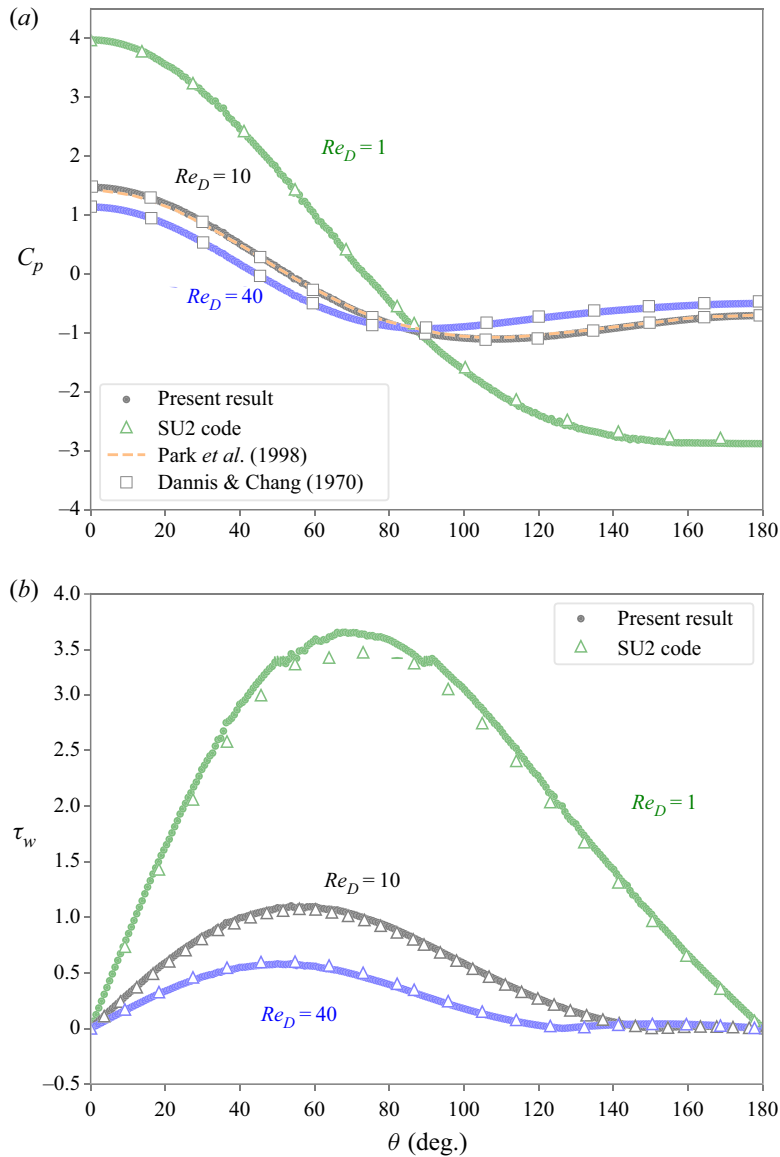 (a)
4
3
2
1
0
–1
–2
–3
–4
C_p
Re_D = 1
Re_D = 10
Re_D = 40
Present result
SU2 code
Park et al. (1998)
Dannis & Chang (1970)
0 20 40 60 80 100 120 140 160 180
(b)
4.0
3.5
3.0
2.5
2.0
1.5
1.0
0.5
0
–0.5
τ_w
Present result
SU2 code
Re_D = 1
Re_D = 10
Re_D = 40
0 20 40 60 80 100 120 140 160 180
θ (deg.)